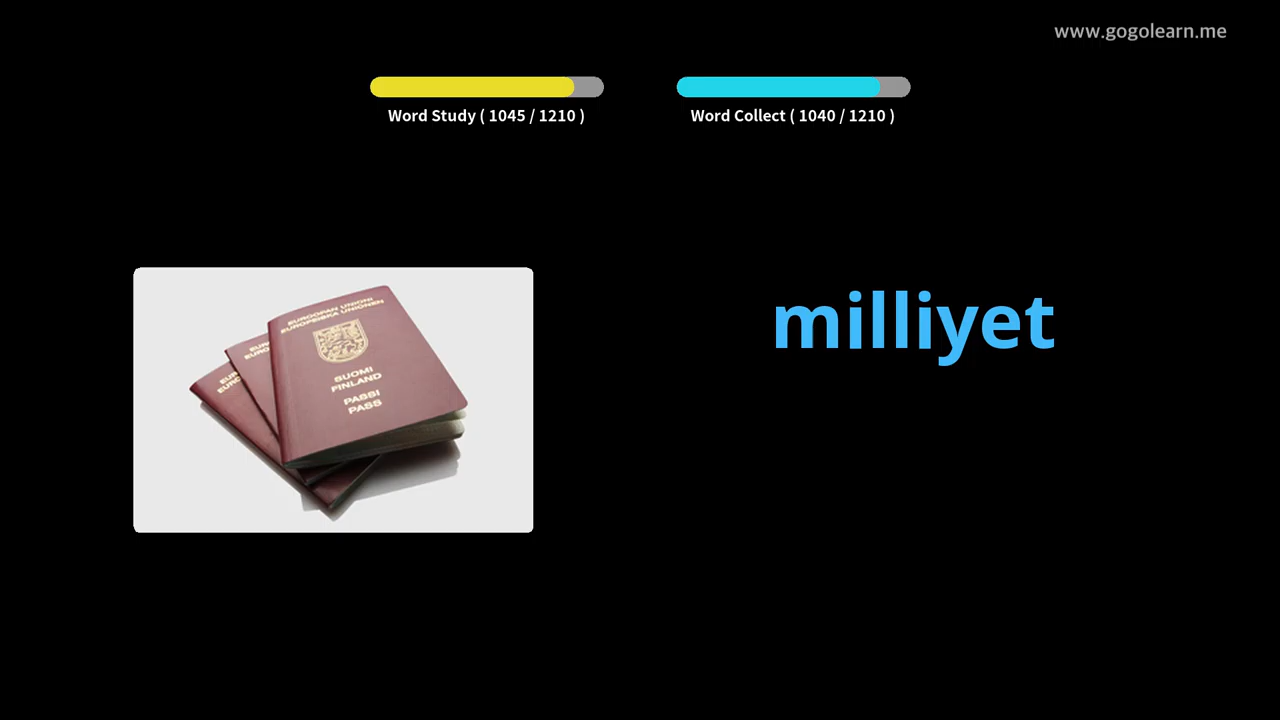 www.gogolearn.me
Word Study ( 1045 / 1210 )
Word Collect ( 1040 / 1210 )
milliyet
EUROOPAN UNIONI
EUROPEISKA UNIONEN
SUOMI
FINLAND
PASSI
PASS